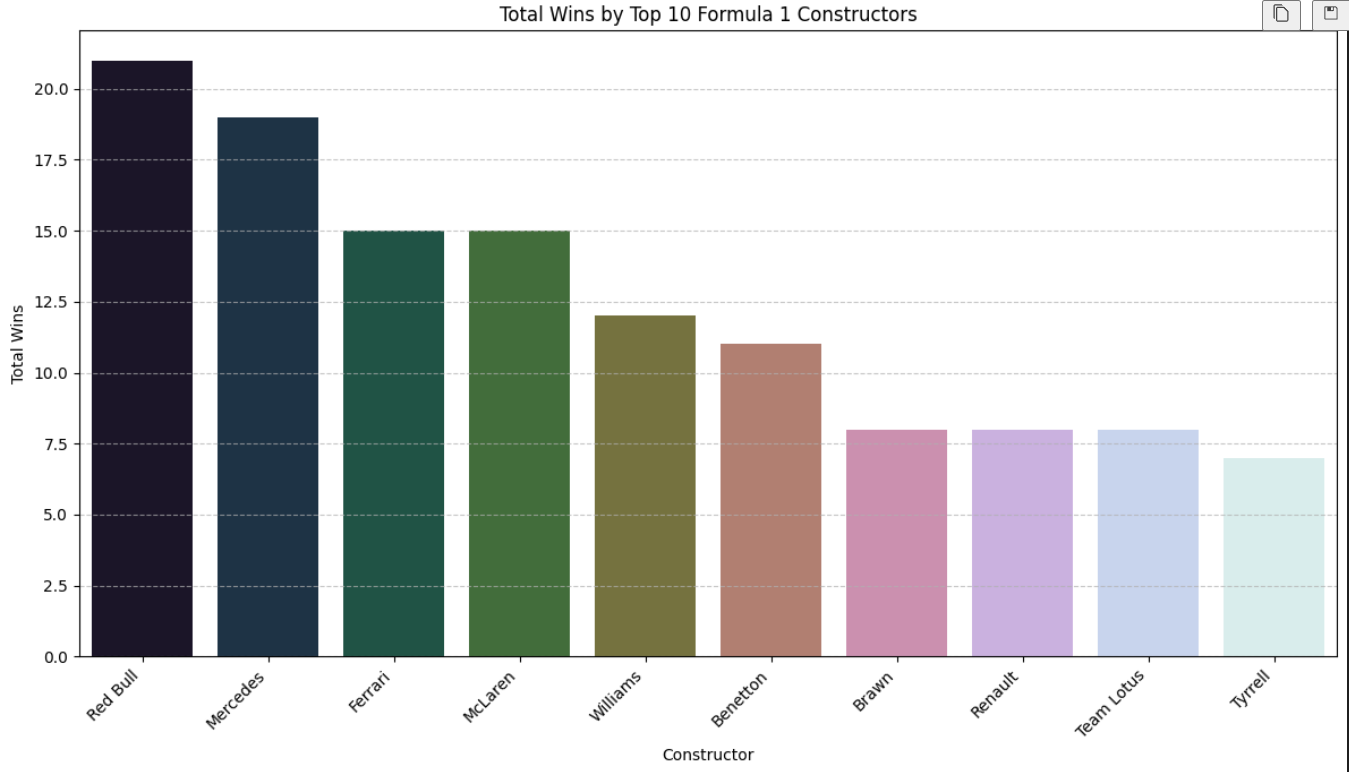 Total Wins by Top 10 Formula 1 Constructors
20.0
17.5
15.0
12.5
10.0
7.5
5.0
2.5
0.0
Total Wins
Red Bull
Mercedes
Ferrari
McLaren
Williams
Benetton
Brawn
Renault
Team Lotus
Tyrrell
Constructor